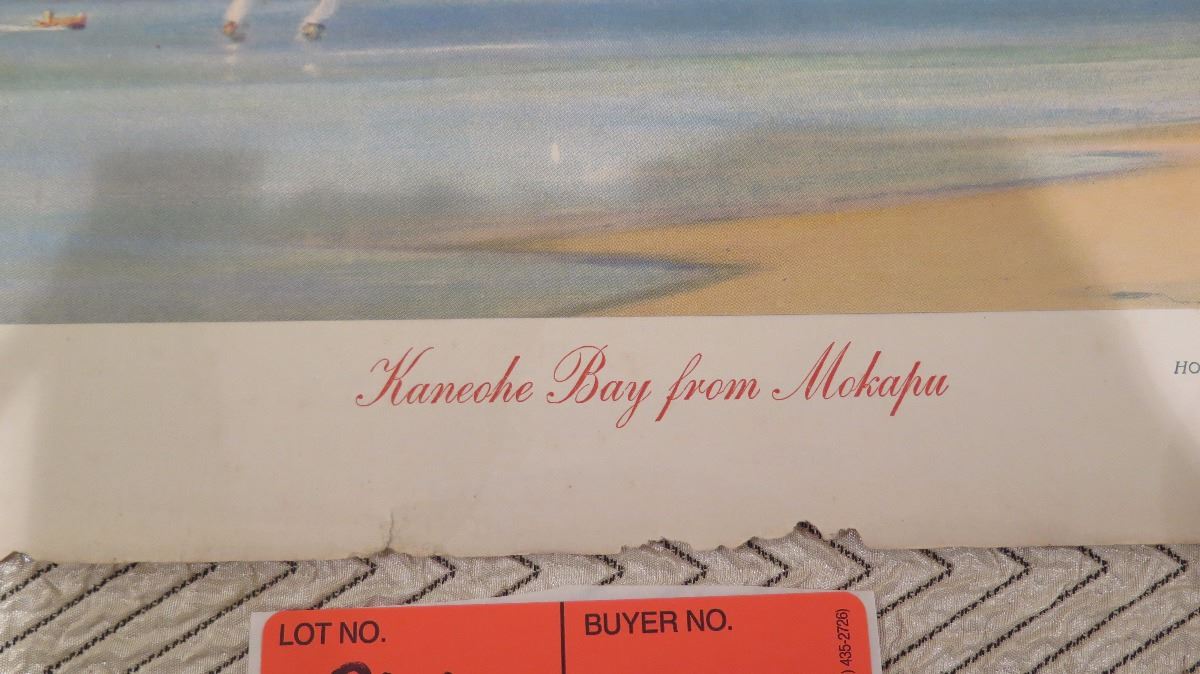 Kaneohe Bay from Mokapu
HO
LOT NO.
BUYER NO.
) 435-2726)